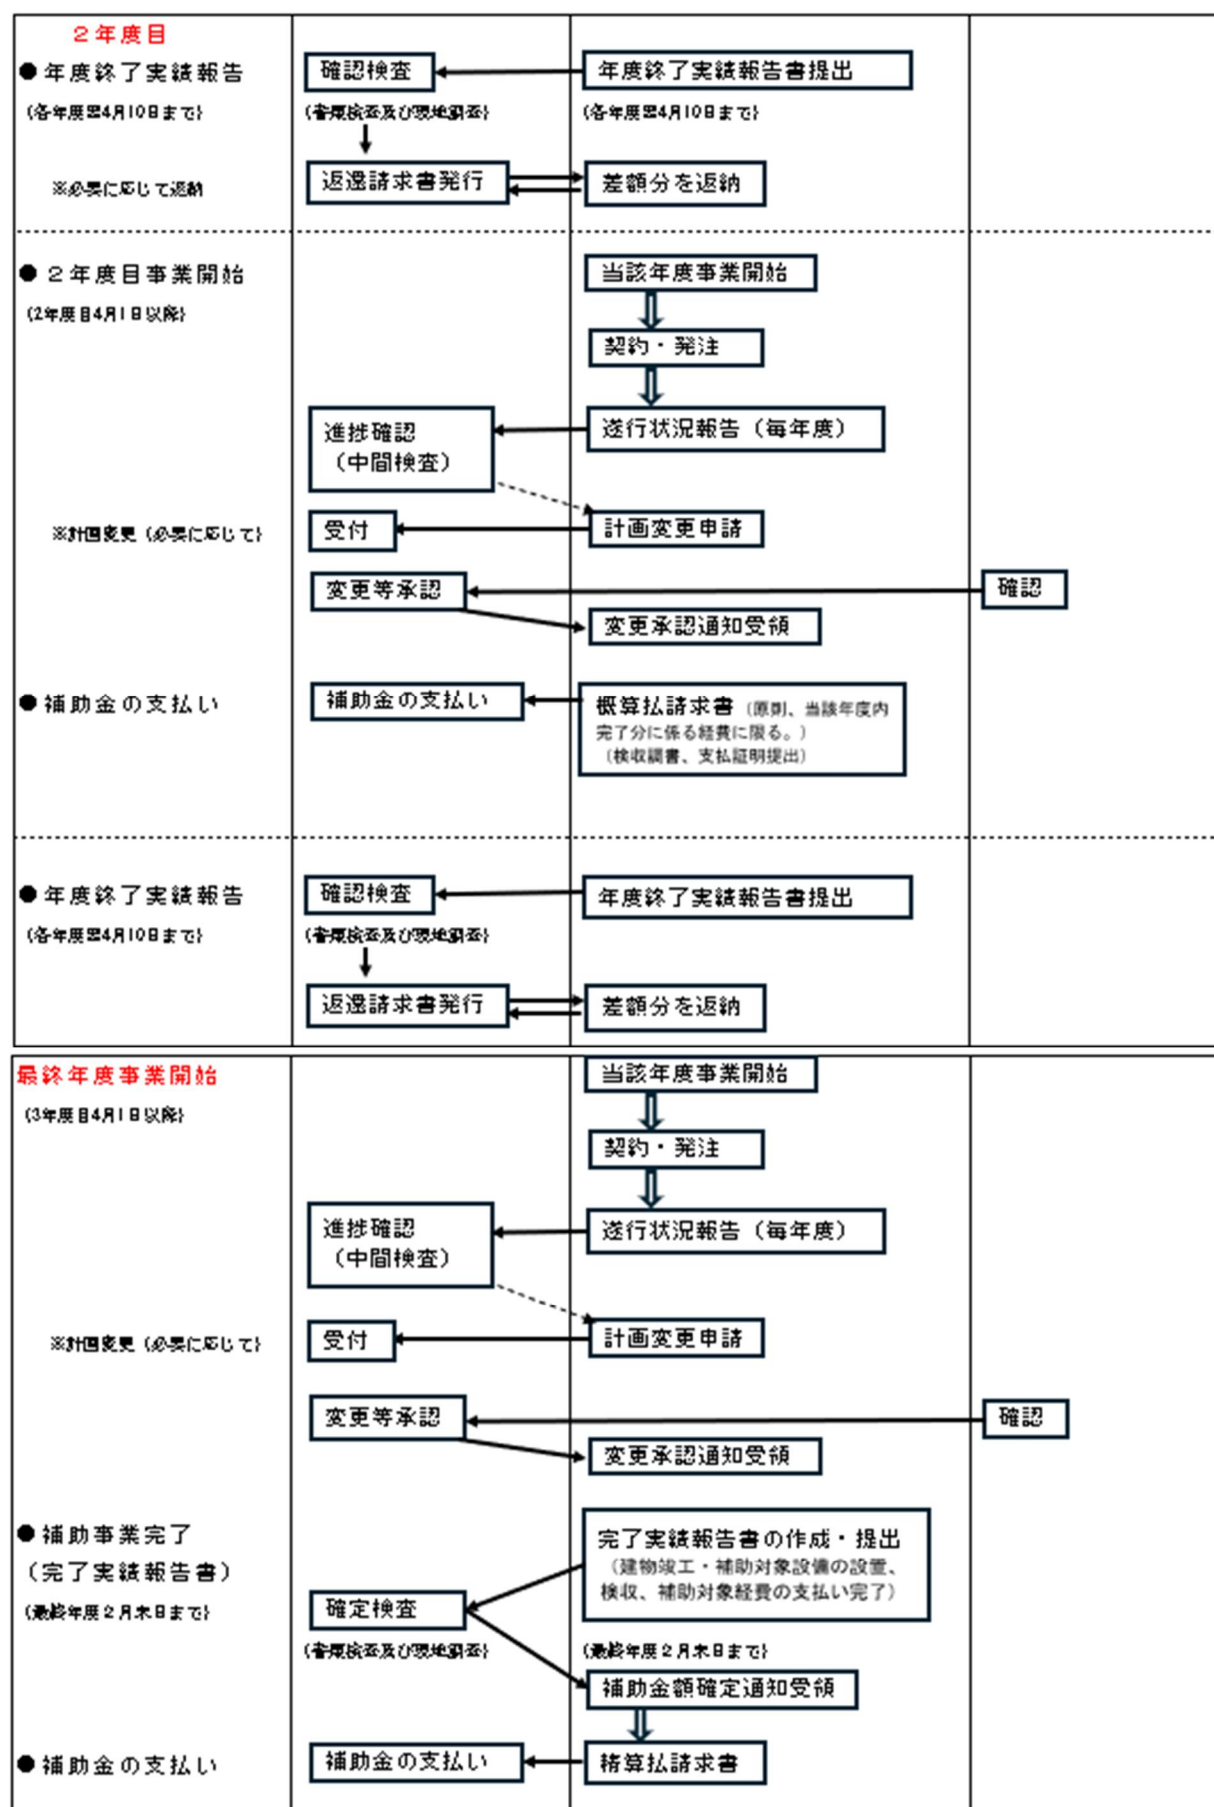 2年度目
●年度終了実績報告
確認検査
年度終了実績報告書提出
(各年度翌4月10日まで)
(書類検査及び現地調査)
(各年度翌4月10日まで)
※必要に応じて返納
返還請求書発行
差額分を返納
●2年度目事業開始
(2年度目4月1日以降)
当該年度事業開始
契約・発注
進捗確認
(中間検査)
遂行状況報告(毎年度)
※計画変更(必要に応じて)
受付
計画変更申請
変更等承認
確認
変更承認通知受領
●補助金の支払い
補助金の支払い
概算払請求書(原則、当該年度内
完了分に係る経費に限る。)
(検収調書、支払証明提出)
●年度終了実績報告
確認検査
年度終了実績報告書提出
(各年度翌4月10日まで)
(書類検査及び現地調査)
返還請求書発行
差額分を返納
最終年度事業開始
(3年度目4月1日以降)
当該年度事業開始
契約・発注
進捗確認
(中間検査)
遂行状況報告(毎年度)
※計画変更(必要に応じて)
受付
計画変更申請
変更等承認
確認
変更承認通知受領
●補助事業完了
(完了実績報告書)
(最終年度2月末日まで)
完了実績報告書の作成・提出
(建物竣工・補助対象設備の設置、
検収、補助対象経費の支払い完了)
確定検査
(書類検査及び現地調査)
(最終年度2月末日まで)
補助金額確定通知受領
●補助金の支払い
補助金の支払い
精算払請求書